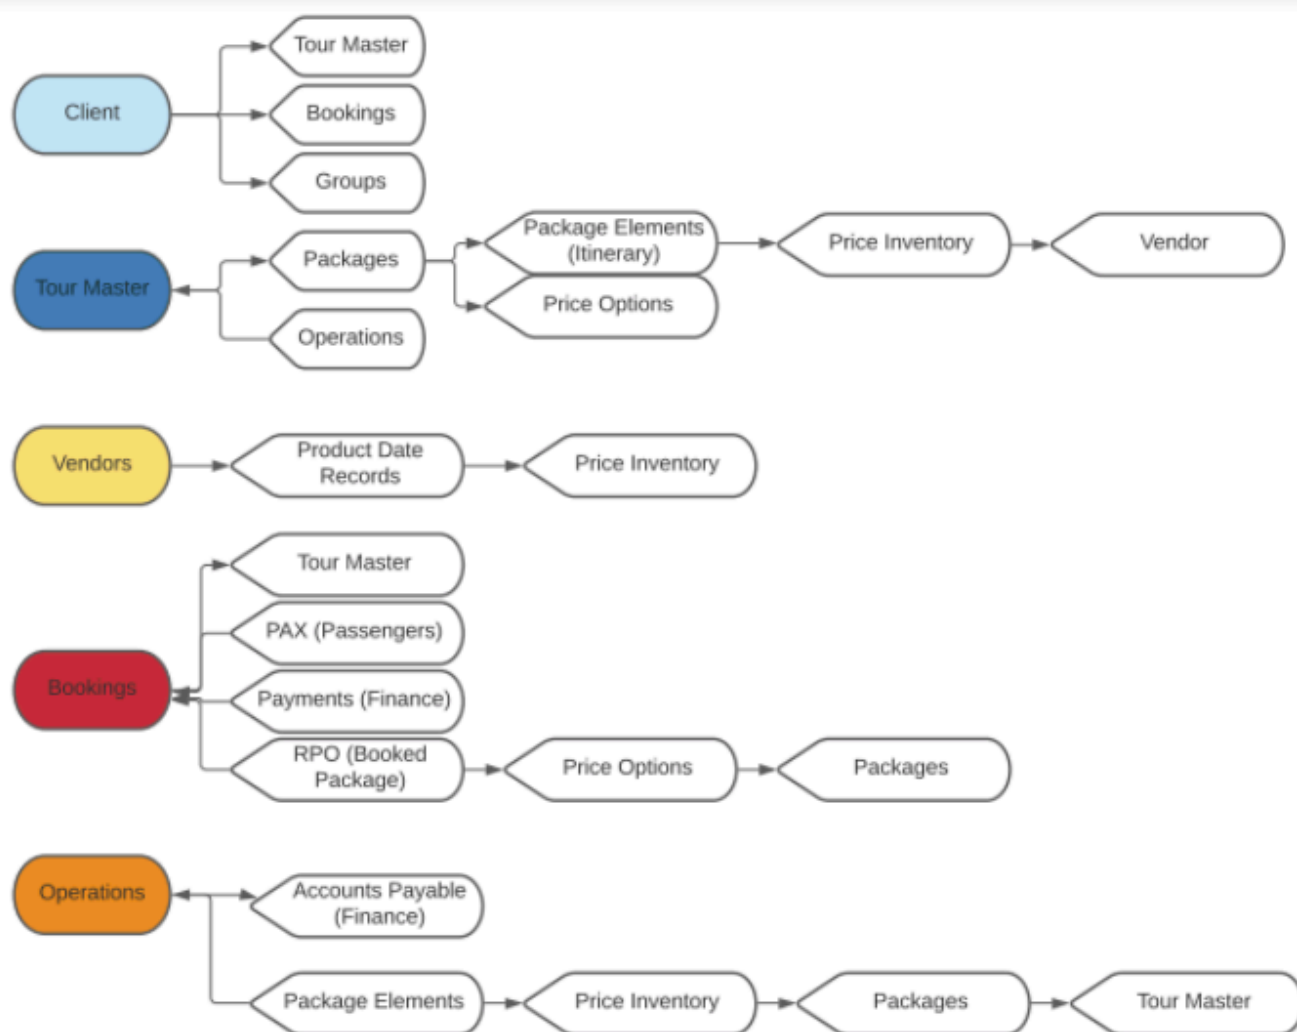 Tour Master
Client
Bookings
Groups
Package Elements
(Itinerary)
Price Inventory
Vendor
Packages
Tour Master
Price Options
Operations
Vendors
Product Date
Records
Price Inventory
Tour Master
PAX (Passengers)
Bookings
Payments (Finance)
RPO (Booked
Package)
Price Options
Packages
Operations
Accounts Payable
(Finance)
Package Elements
Price Inventory
Packages
Tour Master